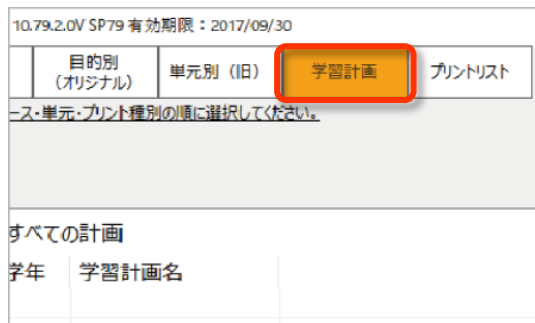 10.79.2.0V SP79 有効期限：2017/09/30
目的別
（オリジナル）
単元別（旧）
学習計画
プリントリスト
ース・単元・プリント種別の順に選択してください。
すべての計画
学年 学習計画名